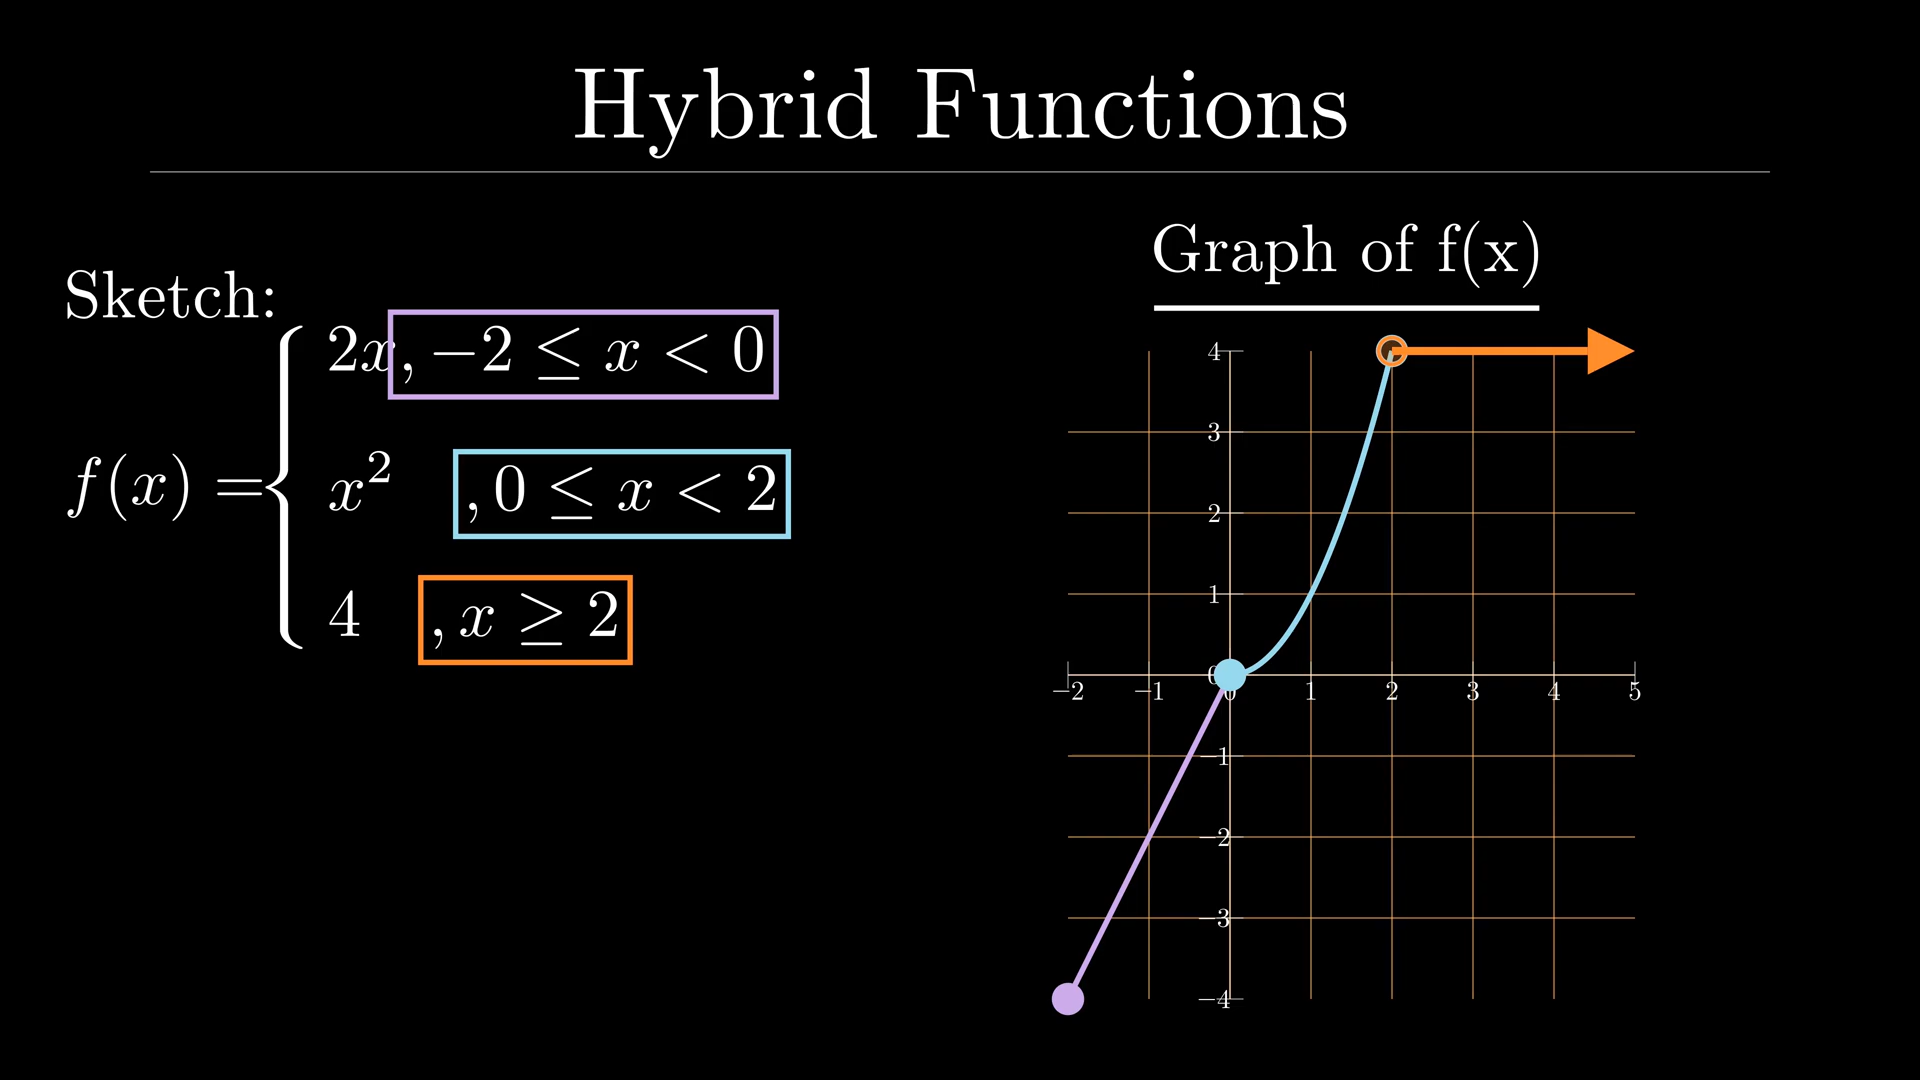 Hybrid Functions
Sketch:
f(x) =
2x, −2 ≤ x < 0
x² , 0 ≤ x < 2
4 , x ≥ 2
Graph of f(x)
4
3
2
1
0
−2 −1 0 1 2 3 4 5
−1
−2
−3
−4